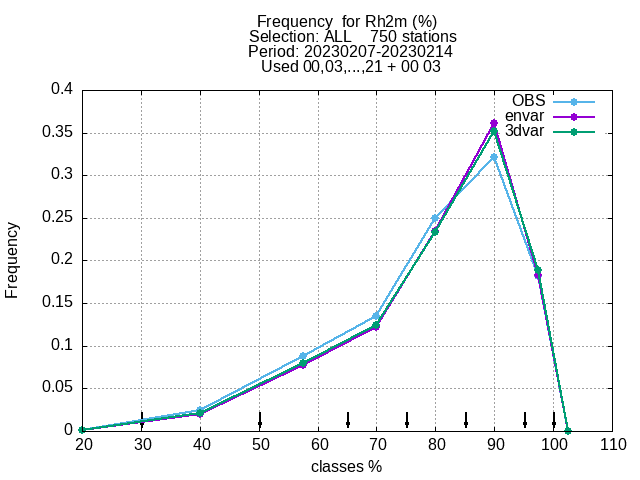 Frequency  for Rh2m (%)
Selection: ALL    750 stations
Period: 20230207-20230214
Used 00,03,...,21 + 00 03
OBS
envar
3dvar
0.4
0.35
0.3
0.25
0.2
0.15
0.1
0.05
0
Frequency
20 30 40 50 60 70 80 90 100 110
classes %